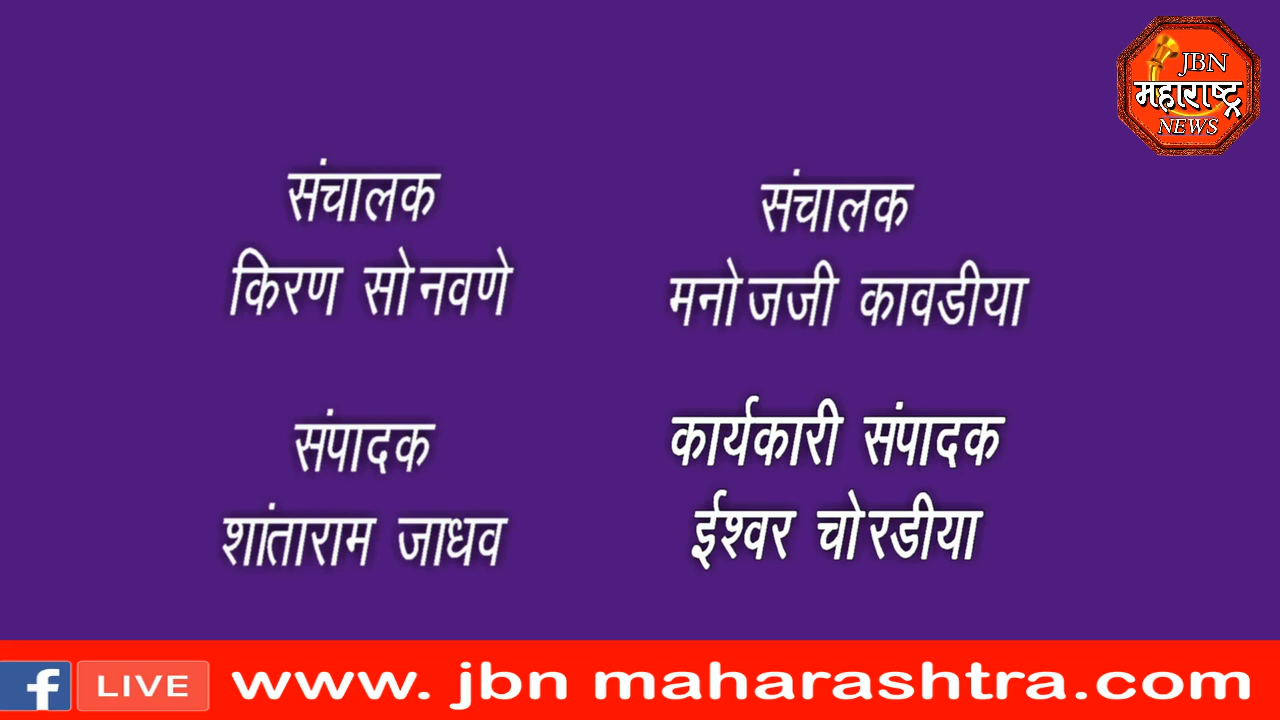 JBN
महाराष्ट्र
NEWS
संचालक
किरण सोनवणे
संचालक
मनोजजी कावडीया
संपादक
शांताराम जाधव
कार्यकारी संपादक
ईश्वर चोरडीया
f LIVE www. jbn maharashtra.com